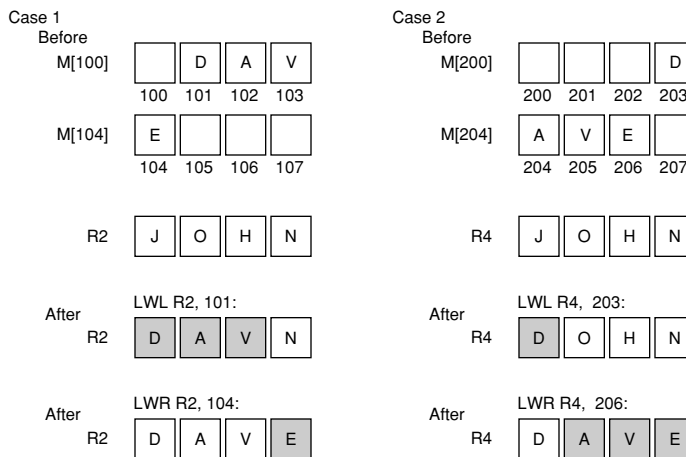 Case 1
Before
M[100] D A V
100 101 102 103
M[104] E
104 105 106 107
R2 J O H N
After
LWL R2, 101:
R2 D A V N
After
LWR R2, 104:
R2 D A V E
Case 2
Before
M[200] D
200 201 202 203
M[204] A V E
204 205 206 207
R4 J O H N
After
LWL R4, 203:
R4 D O H N
After
LWR R4, 206:
R4 D A V E